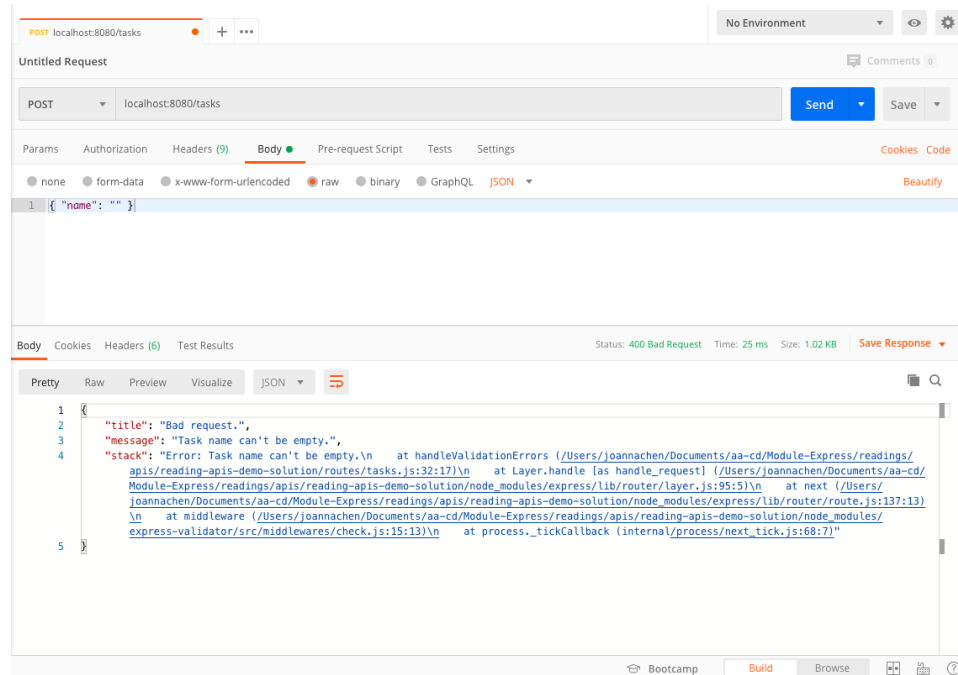 POST localhost:8080/tasks
No Environment
Untitled Request
Comments 0
POST localhost:8080/tasks Send Save
Params Authorization Headers (9) Body Pre-request Script Tests Settings Cookies Code
none form-data x-www-form-urlencoded raw binary GraphQL JSON Beautify
1 { "name": "" }
Body Cookies Headers (6) Test Results Status: 400 Bad Request Time: 25 ms Size: 1.02 KB Save Response
Pretty Raw Preview Visualize JSON
1 {
2 "title": "Bad request.",
3 "message": "Task name can't be empty.",
4 "stack": "Error: Task name can't be empty.\n    at handleValidationErrors (/Users/joannachen/Documents/aa-cd/Module-Express/readings/
apis/reading-apis-demo-solution/routes/tasks.js:32:17)\n    at Layer.handle [as handle_request] (/Users/joannachen/Documents/aa-cd/
Module-Express/readings/apis/reading-apis-demo-solution/node_modules/express/lib/router/layer.js:95:5)\n    at next (/Users/
joannachen/Documents/aa-cd/Module-Express/readings/apis/reading-apis-demo-solution/node_modules/express/lib/router/route.js:137:13)
\n    at middleware (/Users/joannachen/Documents/aa-cd/Module-Express/readings/apis/reading-apis-demo-solution/node_modules/
express-validator/src/middlewares/check.js:15:13)\n    at process._tickCallback (internal/process/next_tick.js:68:7)"
5 }
Bootcamp Build Browse